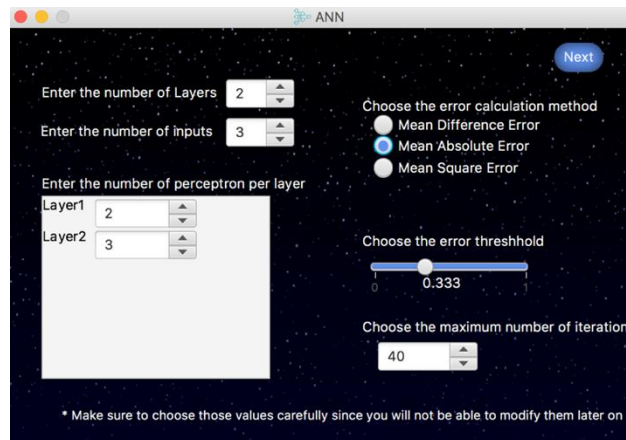 ANN
Next
Enter the number of Layers 2
Enter the number of inputs 3
Choose the error calculation method
Mean Difference Error
Mean Absolute Error
Mean Square Error
Enter the number of perceptron per layer
Layer1 2
Layer2 3
Choose the error threshhold
0 0.333 1
Choose the maximum number of iteration
40
* Make sure to choose those values carefully since you will not be able to modify them later on